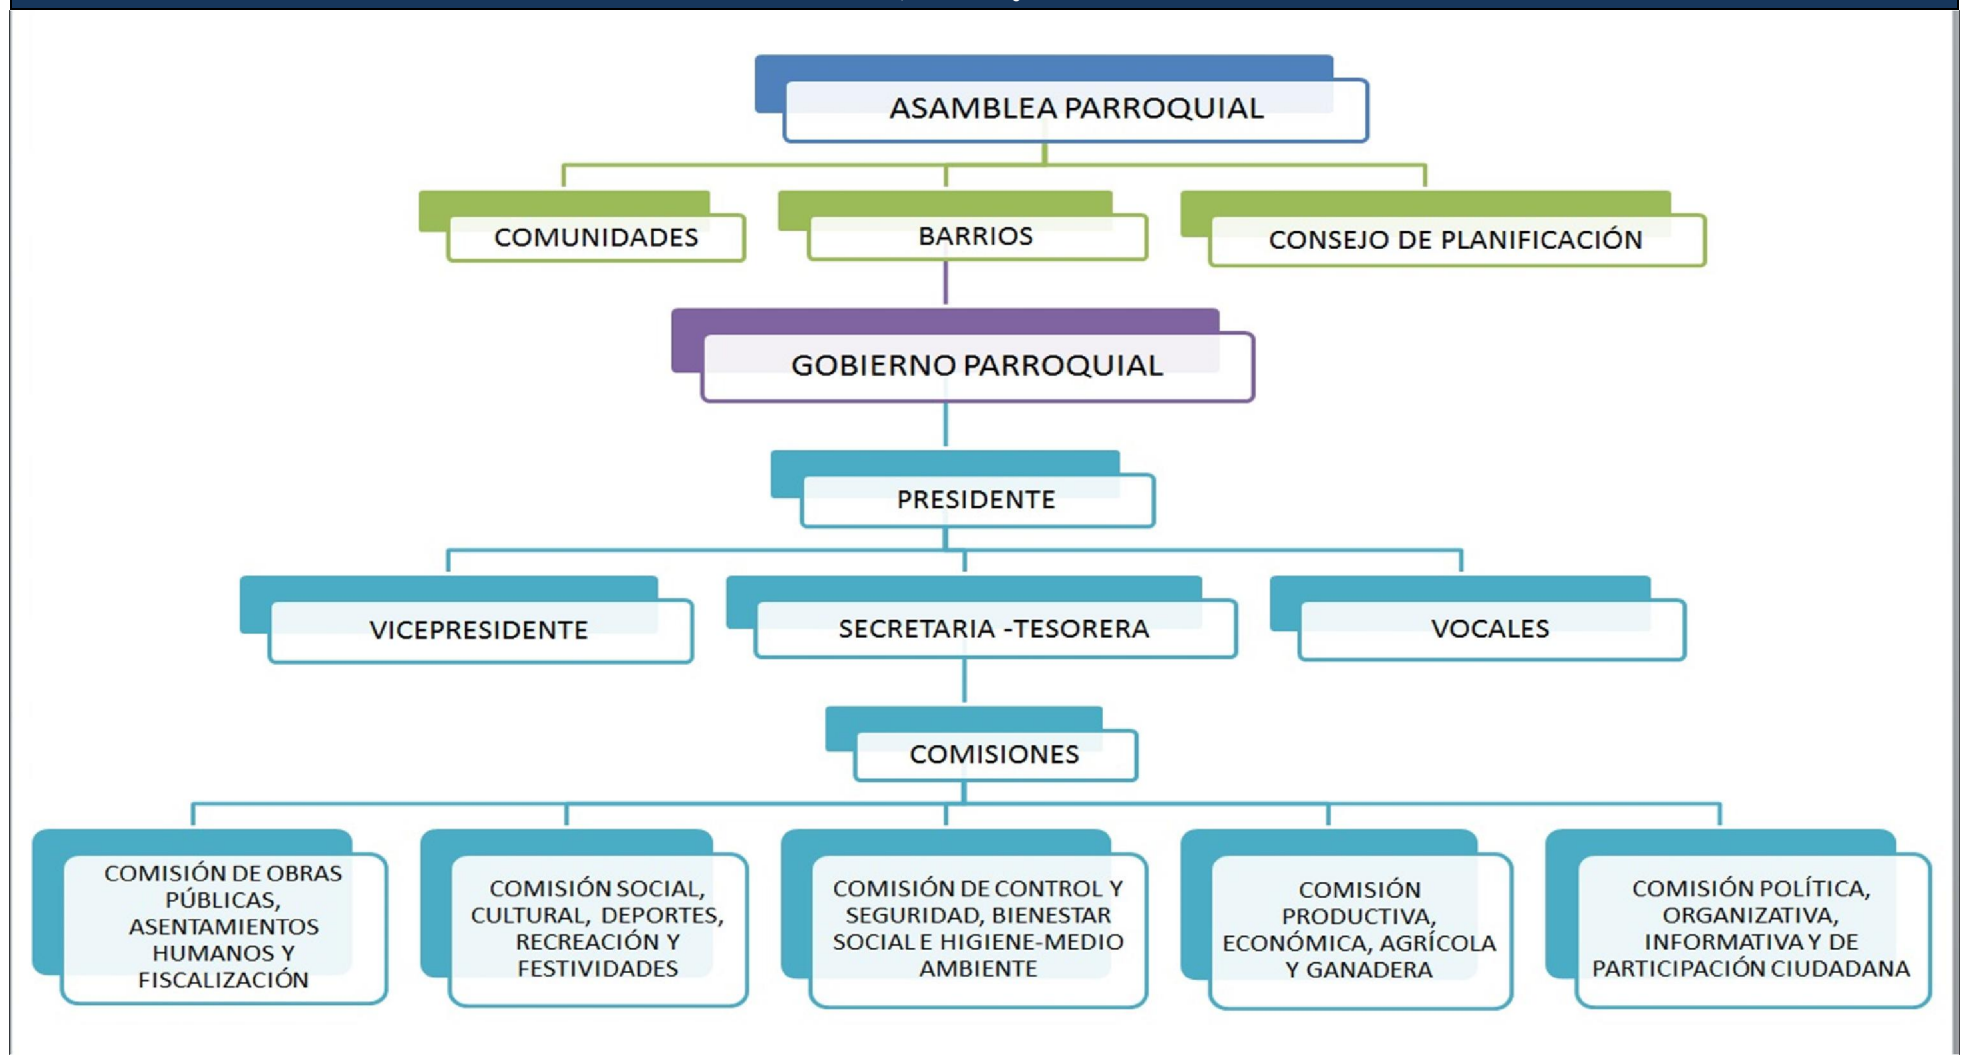 ASAMBLEA PARROQUIAL
COMUNIDADES
BARRIOS
CONSEJO DE PLANIFICACIÓN
GOBIERNO PARROQUIAL
PRESIDENTE
VICEPRESIDENTE
SECRETARIA -TESORERA
VOCALES
COMISIONES
COMISIÓN DE OBRAS
PÚBLICAS,
ASENTAMIENTOS
HUMANOS Y
FISCALIZACIÓN
COMISIÓN SOCIAL,
CULTURAL, DEPORTES,
RECREACIÓN Y
FESTIVIDADES
COMISIÓN DE CONTROL Y
SEGURIDAD, BIENESTAR
SOCIAL E HIGIENE-MEDIO
AMBIENTE
COMISIÓN
PRODUCTIVA,
ECONÓMICA, AGRÍCOLA
Y GANADERA
COMISIÓN POLÍTICA,
ORGANIZATIVA,
INFORMATIVA Y DE
PARTICIPACIÓN CIUDADANA